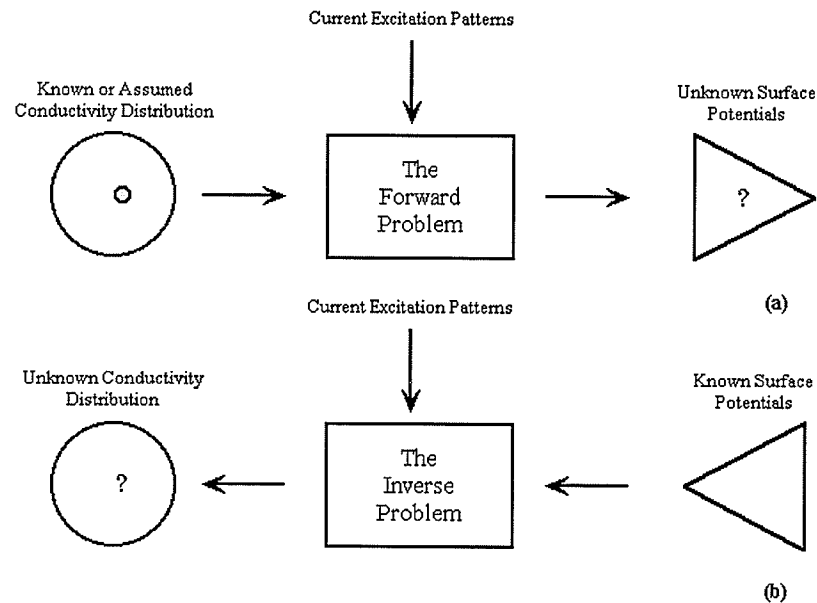 Current Excitation Patterns
Known or Assumed
Conductivity Distribution
The
Forward
Problem
Unknown Surface
Potentials
?
(a)
Current Excitation Patterns
Unknown Conductivity
Distribution
?
The
Inverse
Problem
Known Surface
Potentials
(b)